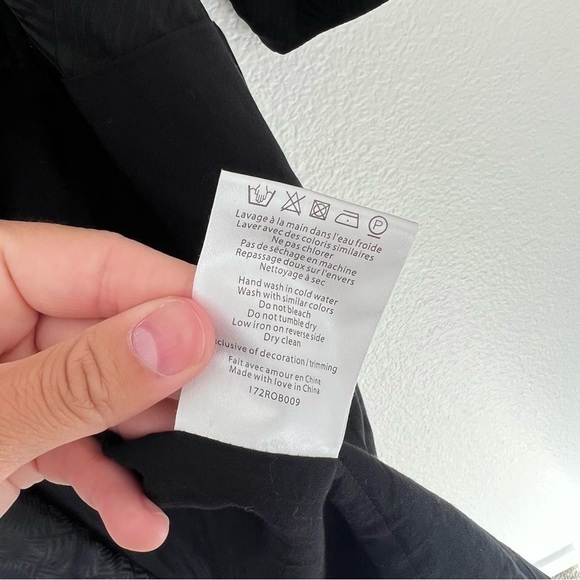 Lavage à la main dans l'eau froide
Laver avec des coloris similaires
Ne pas chlorer
Pas de séchage en machine
Repassage doux sur l'envers
Nettoyage à sec
Hand wash in cold water
Wash with similar colors
Do not bleach
Do not tumble dry
Low iron on reverse side
Dry clean
xclusive of decoration / trimming
Fait avec amour en China
Made with love in China
172ROB009